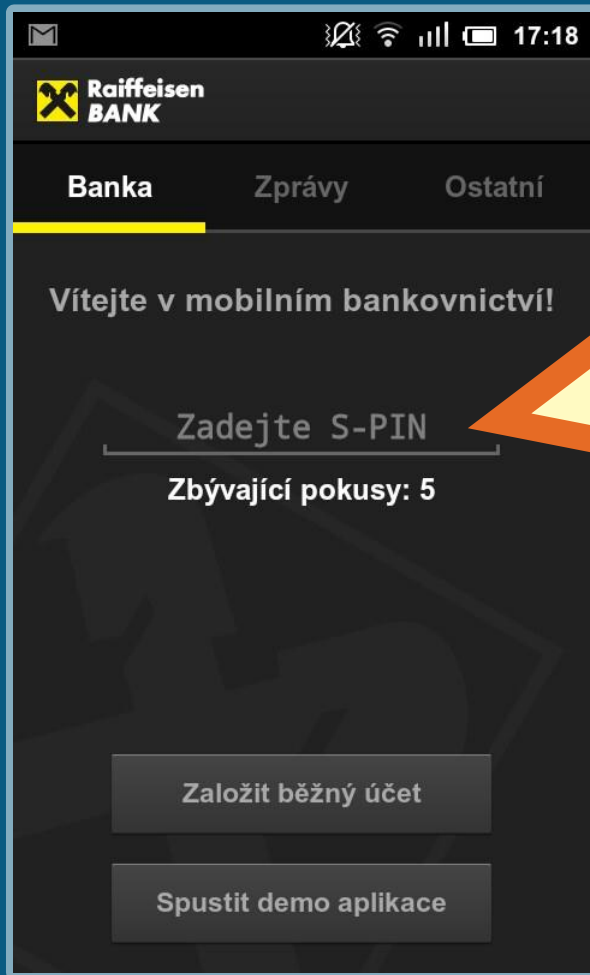 17:18
Raiffeisen
BANK
Banka Zprávy Ostatní
Vítejte v mobilním bankovnictví!
Zadejte S-PIN
Zbývající pokusy: 5
Založit běžný účet
Spustit demo aplikace